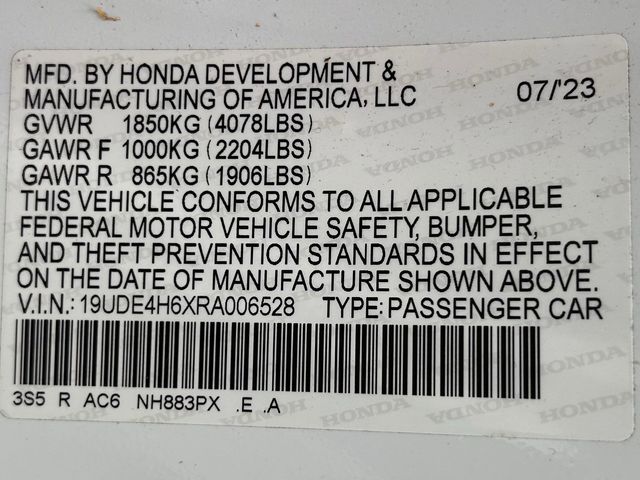 MFD. BY HONDA DEVELOPMENT &
MANUFACTURING OF AMERICA, LLC 07/'23
GVWR 1850KG (4078LBS)
GAWR F 1000KG (2204LBS)
GAWR R 865KG (1906LBS)
THIS VEHICLE CONFORMS TO ALL APPLICABLE
FEDERAL MOTOR VEHICLE SAFETY, BUMPER,
AND THEFT PREVENTION STANDARDS IN EFFECT
ON THE DATE OF MANUFACTURE SHOWN ABOVE.
V.I.N.: 19UDE4H6XRA006528 TYPE: PASSENGER CAR
3S5 R AC6 NH883PX .E .A